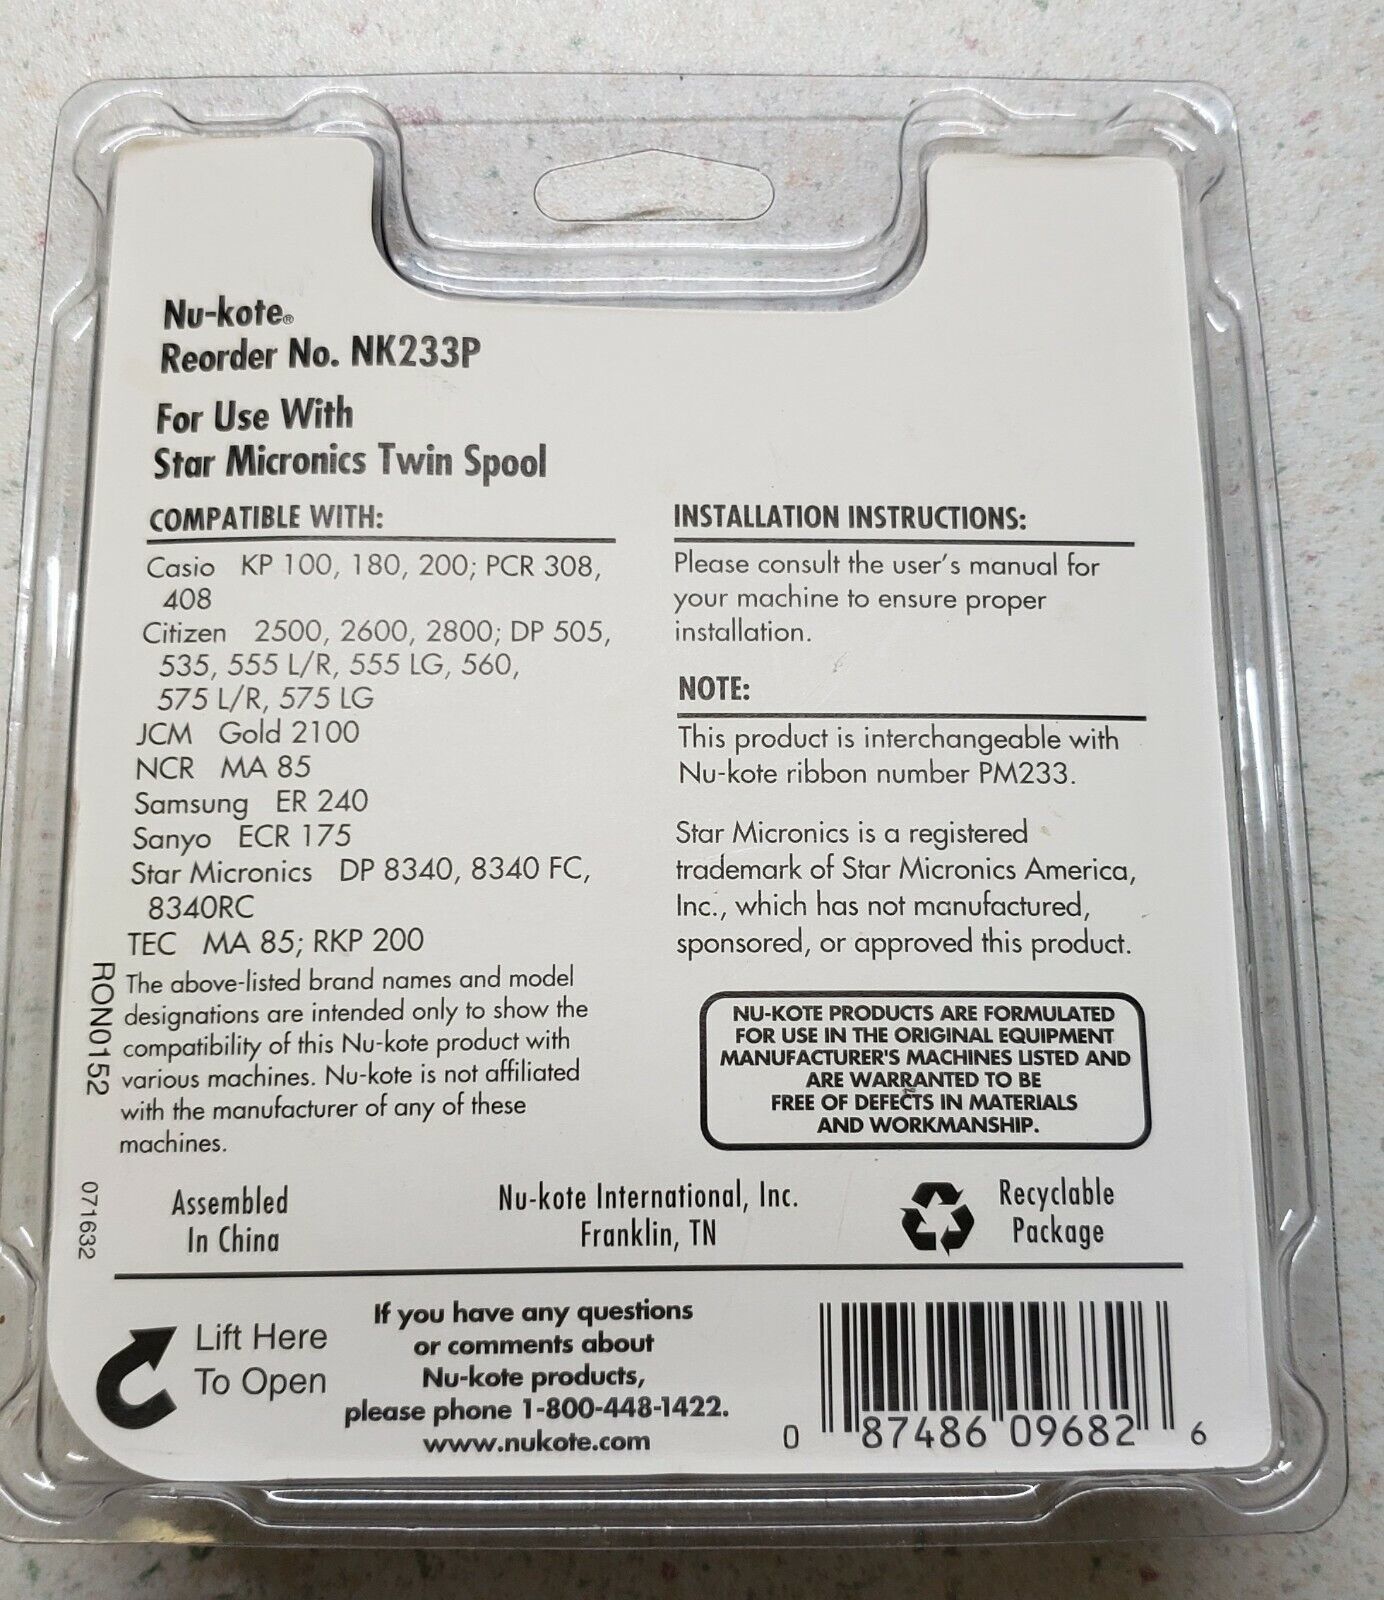 Nu-kote®
Reorder No. NK233P
For Use With
Star Micronics Twin Spool
COMPATIBLE WITH:
Casio KP 100, 180, 200; PCR 308,
408
Citizen 2500, 2600, 2800; DP 505,
535, 555 L/R, 555 LG, 560,
575 L/R, 575 LG
JCM Gold 2100
NCR MA 85
Samsung ER 240
Sanyo ECR 175
Star Micronics DP 8340, 8340 FC,
8340RC
TEC MA 85; RKP 200
The above-listed brand names and model
designations are intended only to show the
compatibility of this Nu-kote product with
various machines. Nu-kote is not affiliated
with the manufacturer of any of these
machines.
RON0152
071632
INSTALLATION INSTRUCTIONS:
Please consult the user's manual for
your machine to ensure proper
installation.
NOTE:
This product is interchangeable with
Nu-kote ribbon number PM233.
Star Micronics is a registered
trademark of Star Micronics America,
Inc., which has not manufactured,
sponsored, or approved this product.
NU-KOTE PRODUCTS ARE FORMULATED
FOR USE IN THE ORIGINAL EQUIPMENT
MANUFACTURER'S MACHINES LISTED AND
ARE WARRANTED TO BE
FREE OF DEFECTS IN MATERIALS
AND WORKMANSHIP.
Assembled
In China
Nu-kote International, Inc.
Franklin, TN
Recyclable
Package
Lift Here
To Open
If you have any questions
or comments about
Nu-kote products,
please phone 1-800-448-1422.
www.nukote.com
0 87486 09682 6